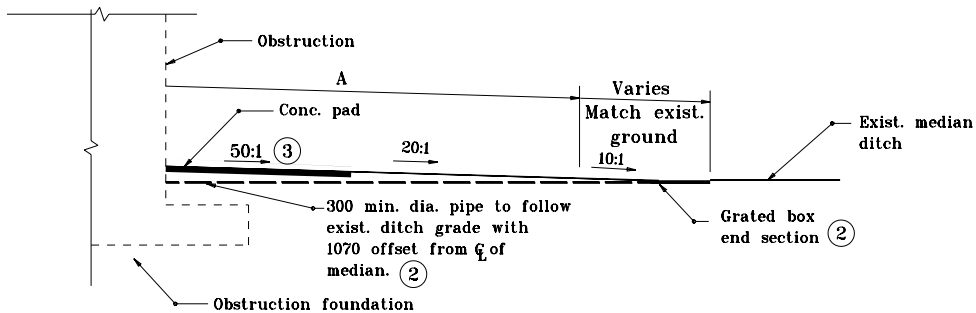 Obstruction
A
Varies
Match exist.
ground
Conc. pad
Exist. median
ditch
50:1 3
20:1
10:1
300 min. dia. pipe to follow
exist. ditch grade with
1070 offset from ℄ of
median. 2
Grated box
end section 2
Obstruction foundation